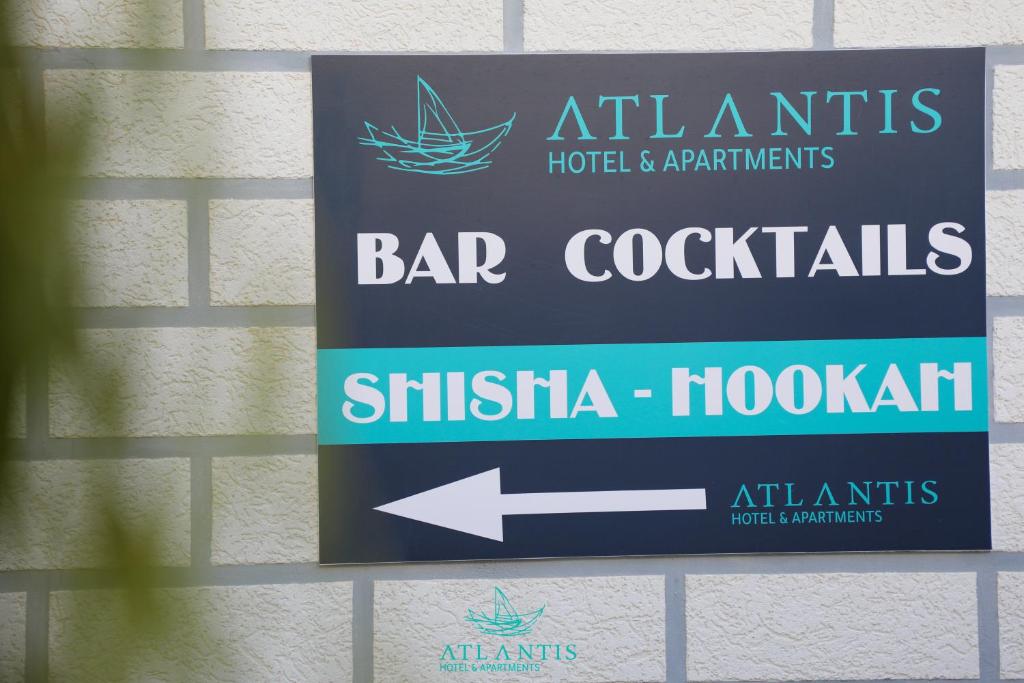 ATLANTIS
HOTEL & APARTMENTS
BAR COCKTAILS
SHISHA - HOOKAH
ATLANTIS
HOTEL & APARTMENTS
ATLANTIS
HOTEL & APARTMENTS